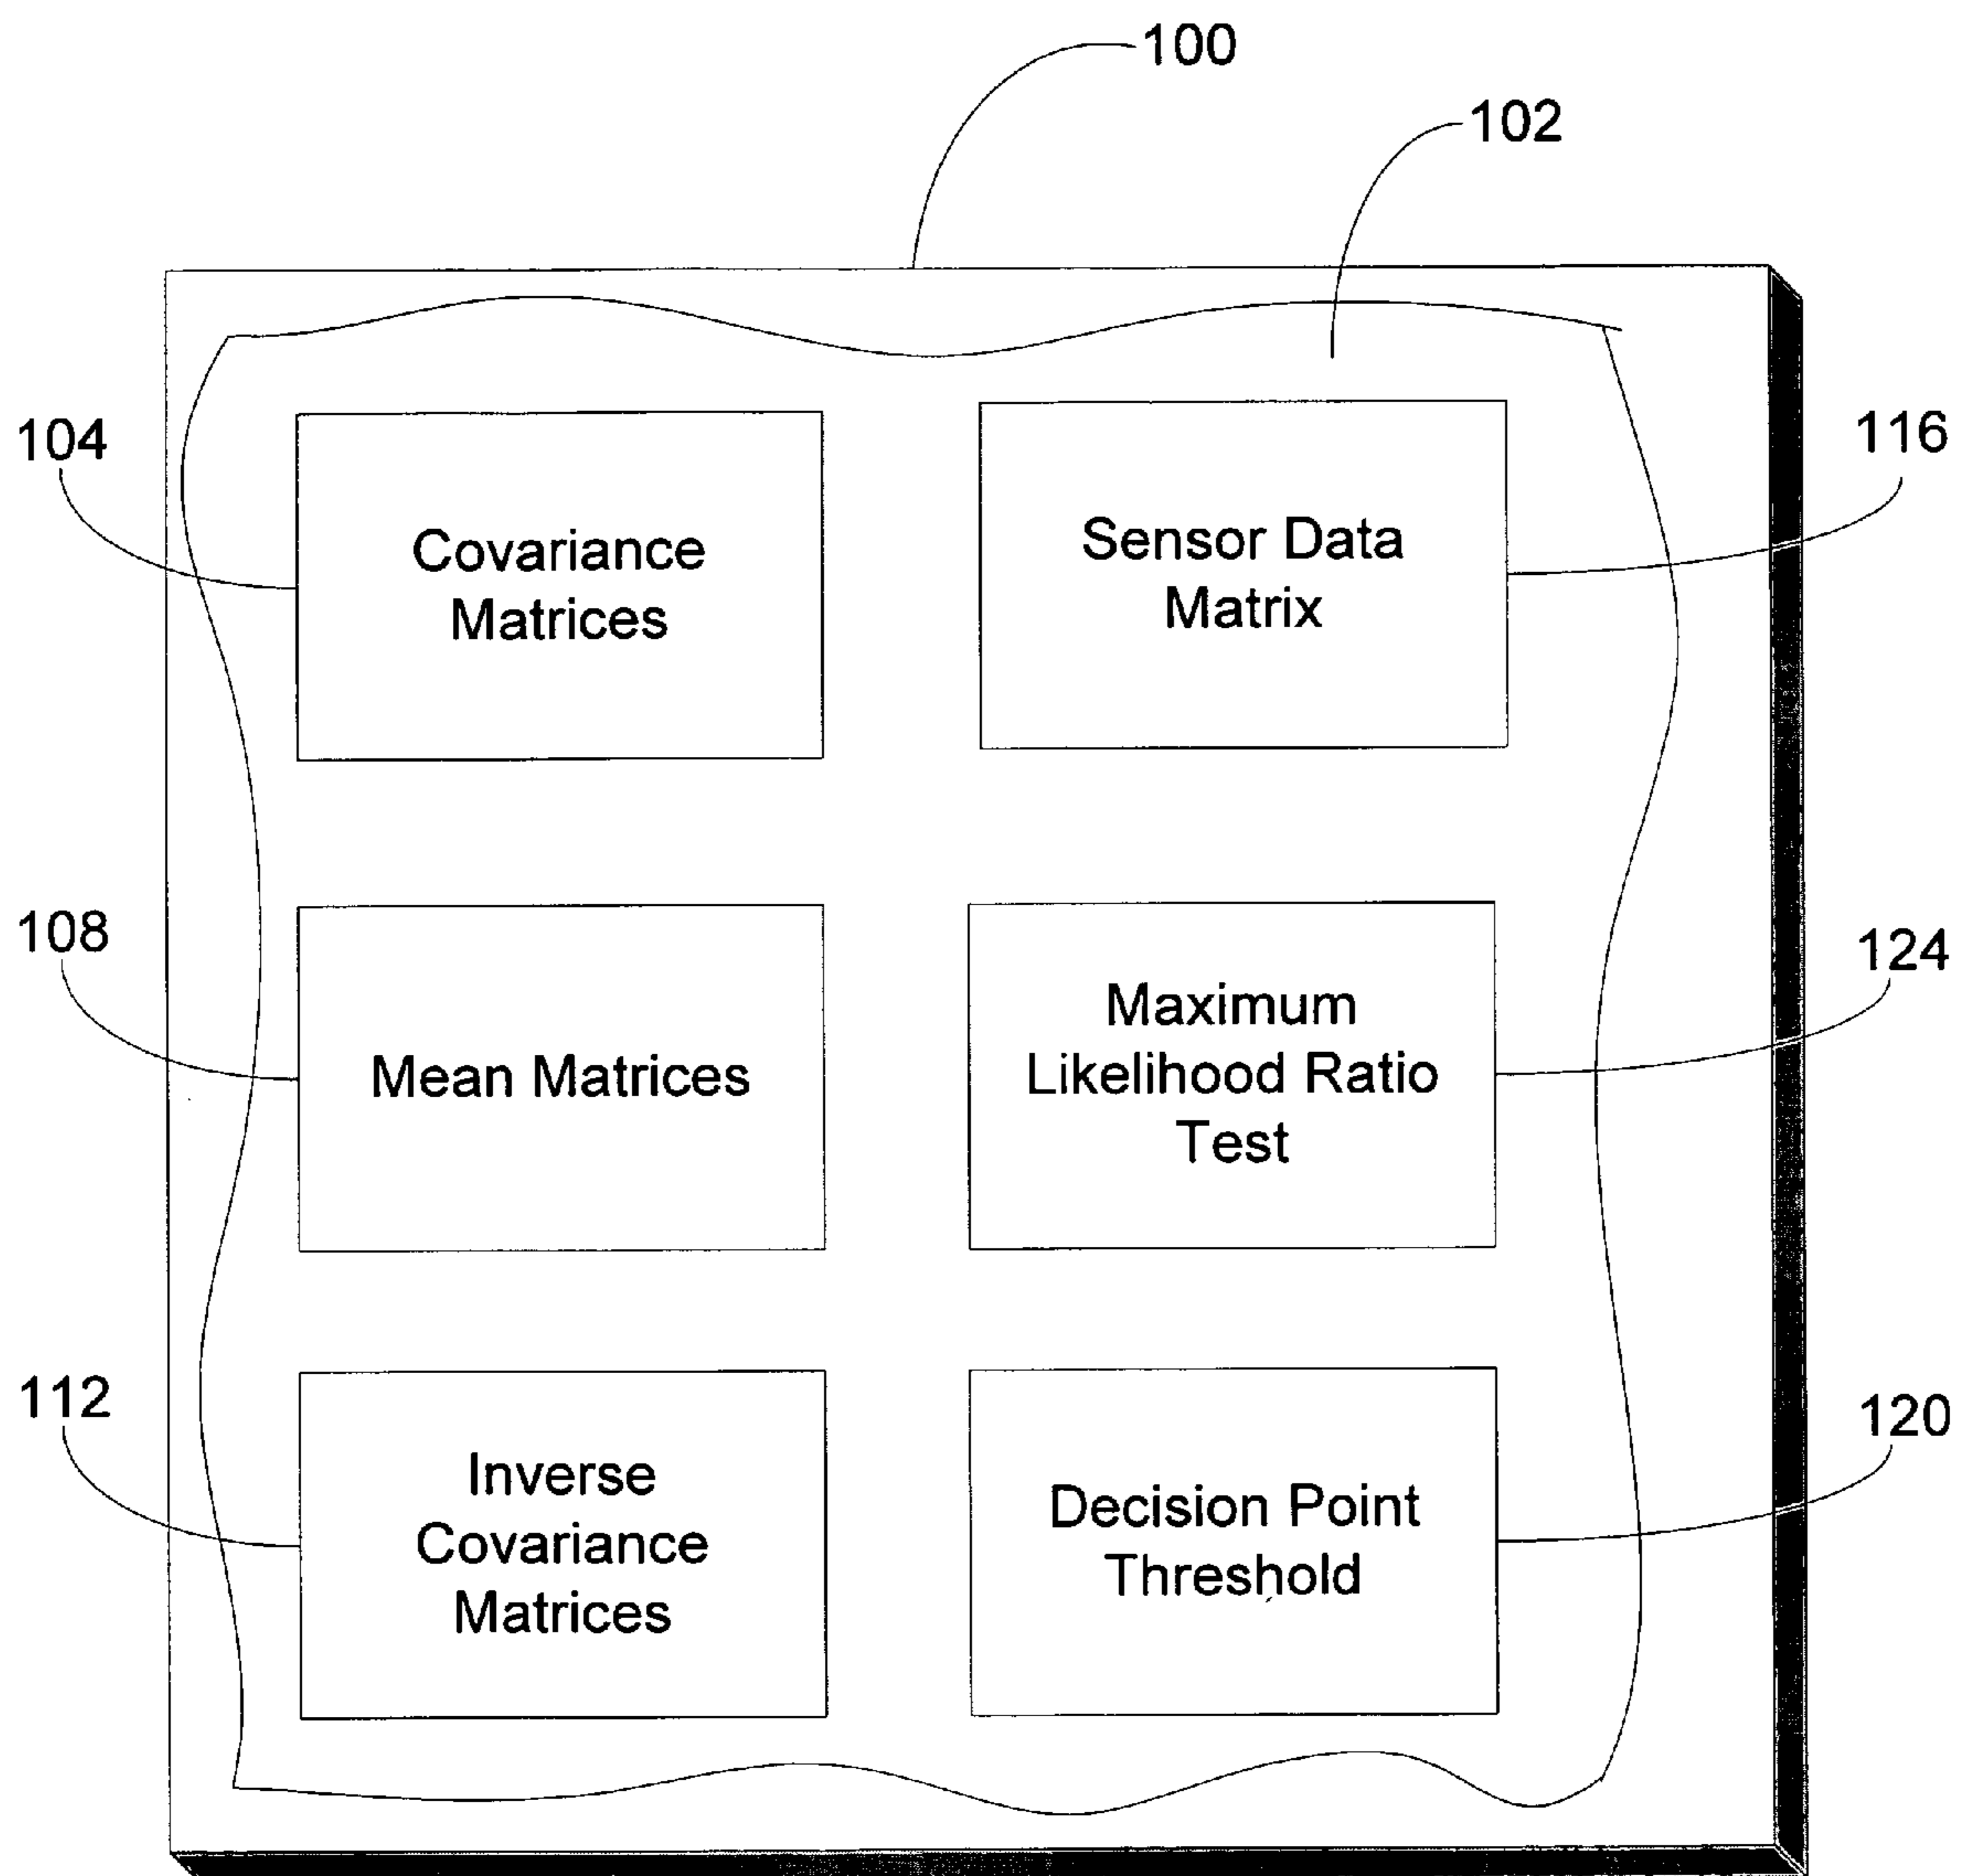 100
102
104
Covariance
Matrices
Sensor Data
Matrix
116
108
Mean Matrices
Maximum
Likelihood Ratio
Test
124
112
Inverse
Covariance
Matrices
Decision Point
Threshold
120